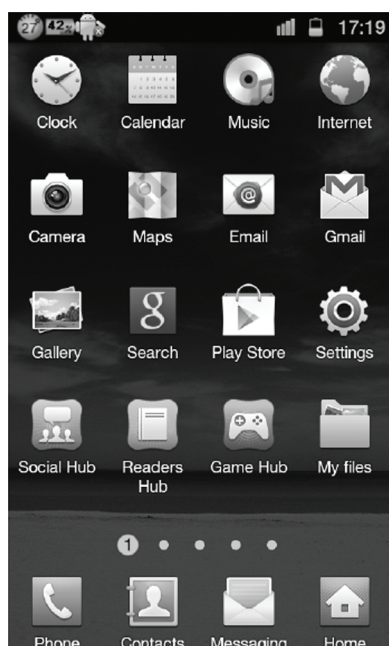 27 42% 17:19
Clock Calendar Music Internet
Camera Maps Email Gmail
Gallery Search Play Store Settings
Social Hub Readers Hub Game Hub My files
1
Phone Contacts Messaging Home